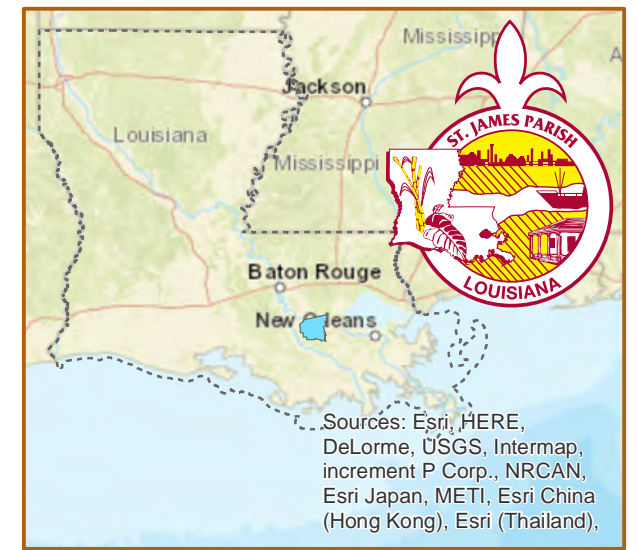 Mississippi
Jackson
ST. JAMES PARISH
Louisiana
Mississippi
LOUISIANA
Baton Rouge
New Orleans
Sources: Esri, HERE,
DeLorme, USGS, Intermap,
increment P Corp., NRCAN,
Esri Japan, METI, Esri China
(Hong Kong), Esri (Thailand),